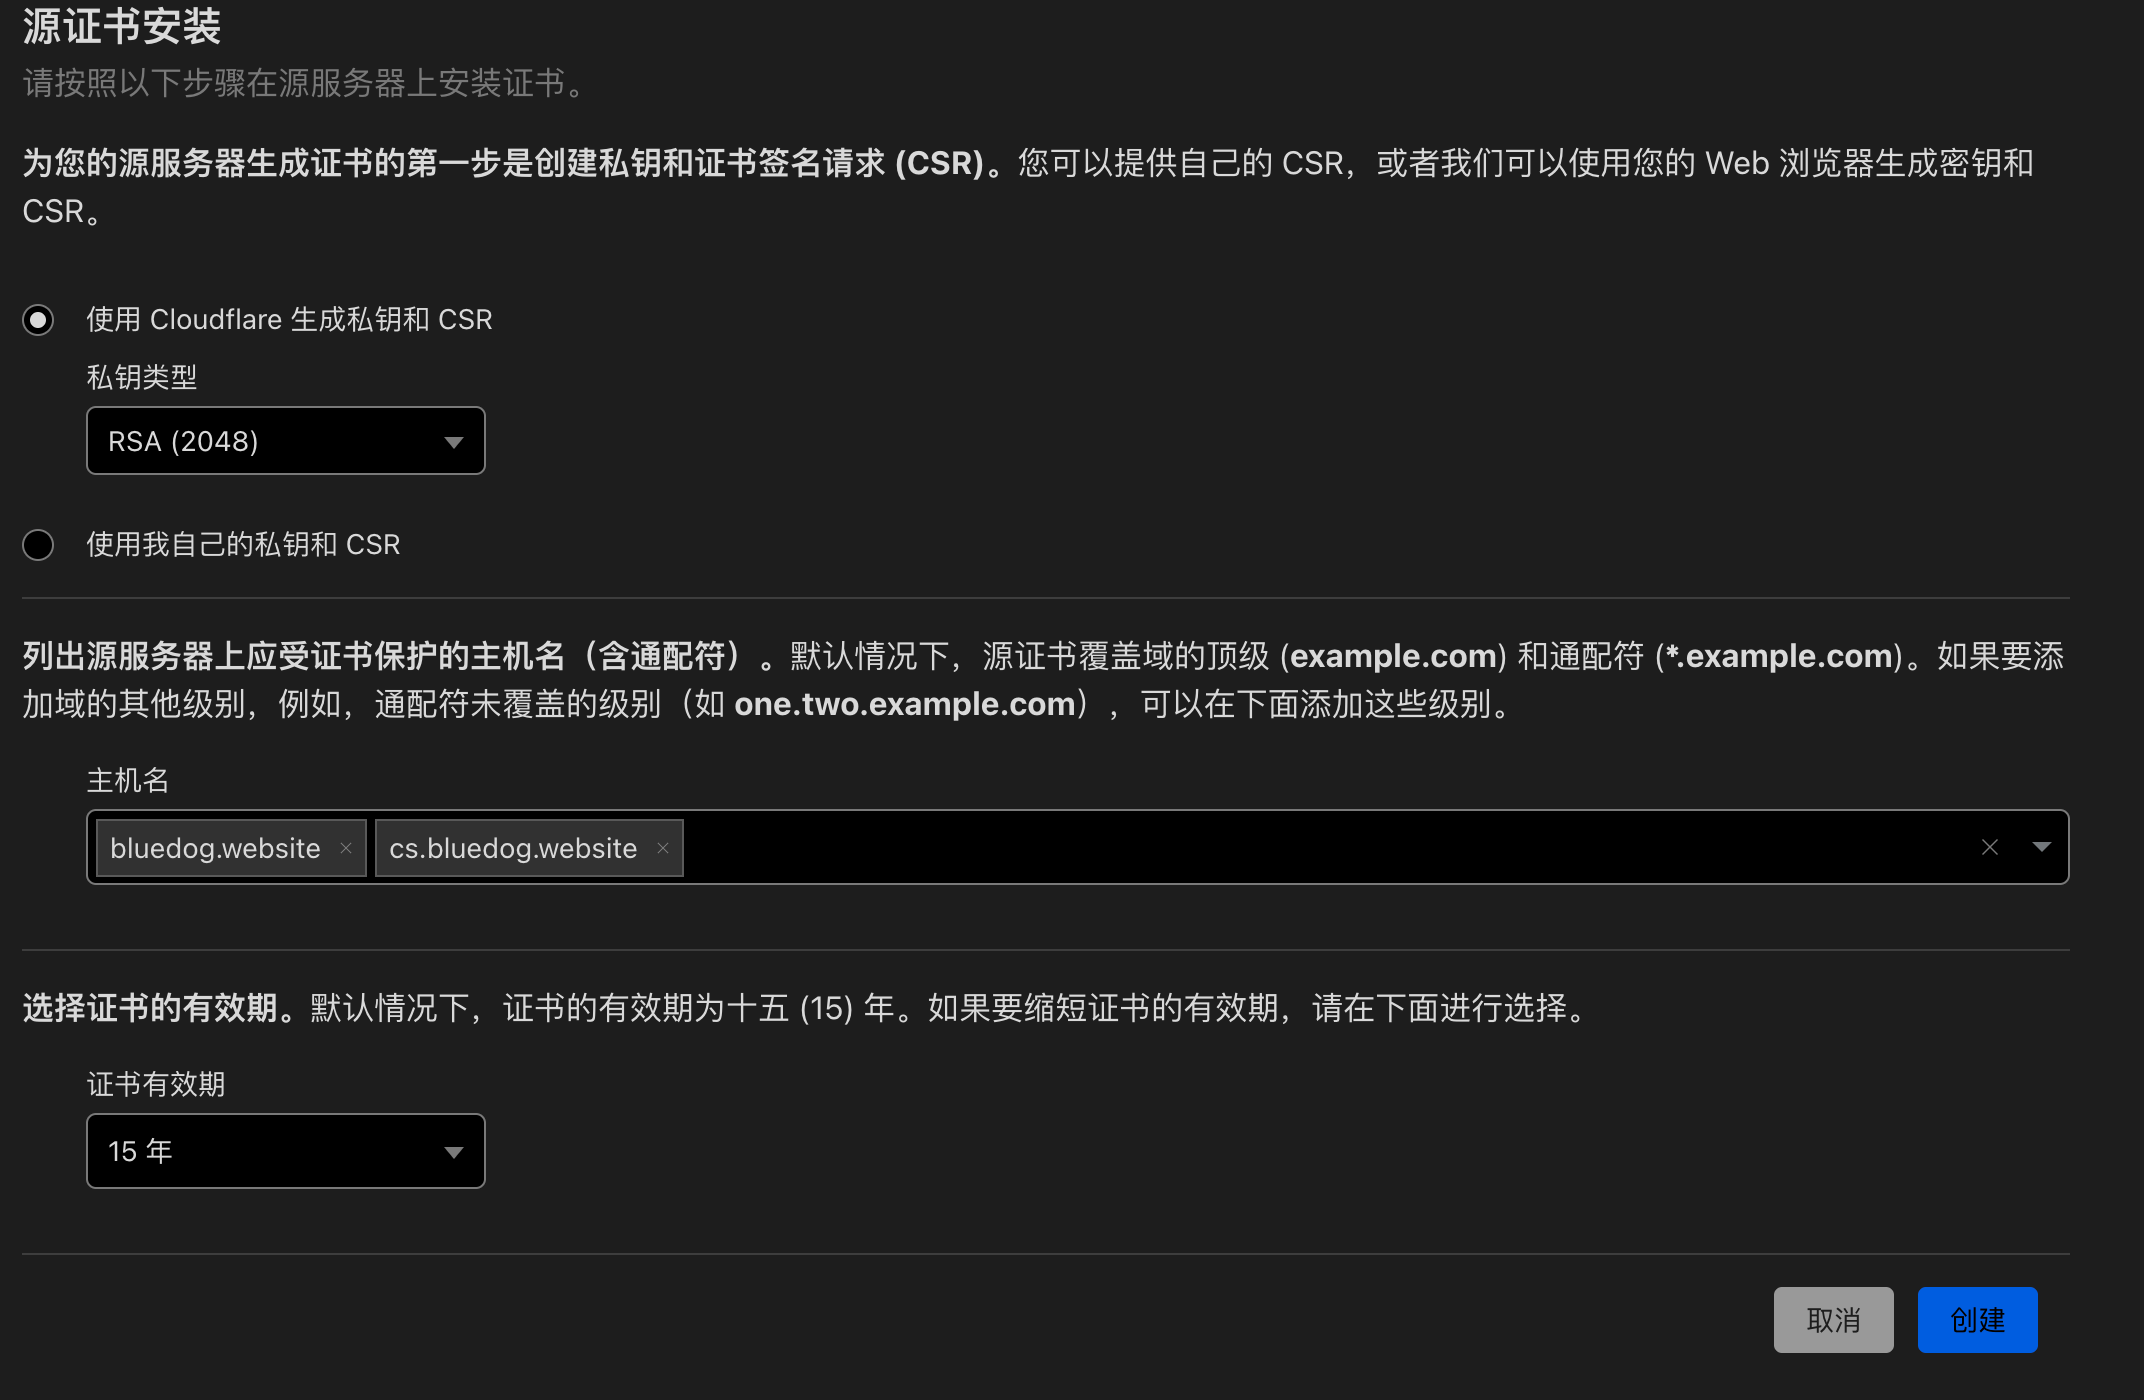 源证书安装
请按照以下步骤在源服务器上安装证书。
为您的源服务器生成证书的第一步是创建私钥和证书签名请求 (CSR)。您可以提供自己的 CSR，或者我们可以使用您的 Web 浏览器生成密钥和
CSR。
使用 Cloudflare 生成私钥和 CSR
私钥类型
RSA (2048)
使用我自己的私钥和 CSR
列出源服务器上应受证书保护的主机名（含通配符）。默认情况下，源证书覆盖域的顶级 (example.com) 和通配符 (*.example.com)。如果要添
加域的其他级别，例如，通配符未覆盖的级别（如 one.two.example.com），可以在下面添加这些级别。
主机名
bluedog.website × cs.bluedog.website ×
选择证书的有效期。默认情况下，证书的有效期为十五 (15) 年。如果要缩短证书的有效期，请在下面进行选择。
证书有效期
15 年
取消 创建